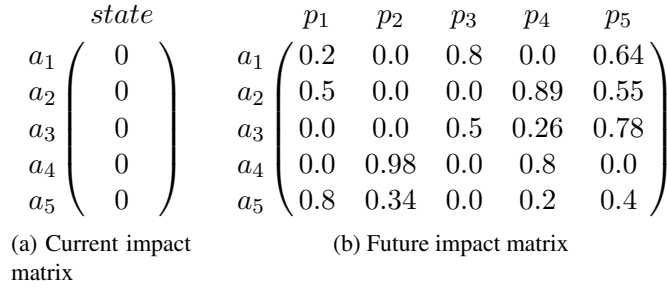 state
a1 0
a2 0
a3 0
a4 0
a5 0
(a) Current impact
matrix
p1 p2 p3 p4 p5
a1 0.2 0.0 0.8 0.0 0.64
a2 0.5 0.0 0.0 0.89 0.55
a3 0.0 0.0 0.5 0.26 0.78
a4 0.0 0.98 0.0 0.8 0.0
a5 0.8 0.34 0.0 0.2 0.4
(b) Future impact matrix